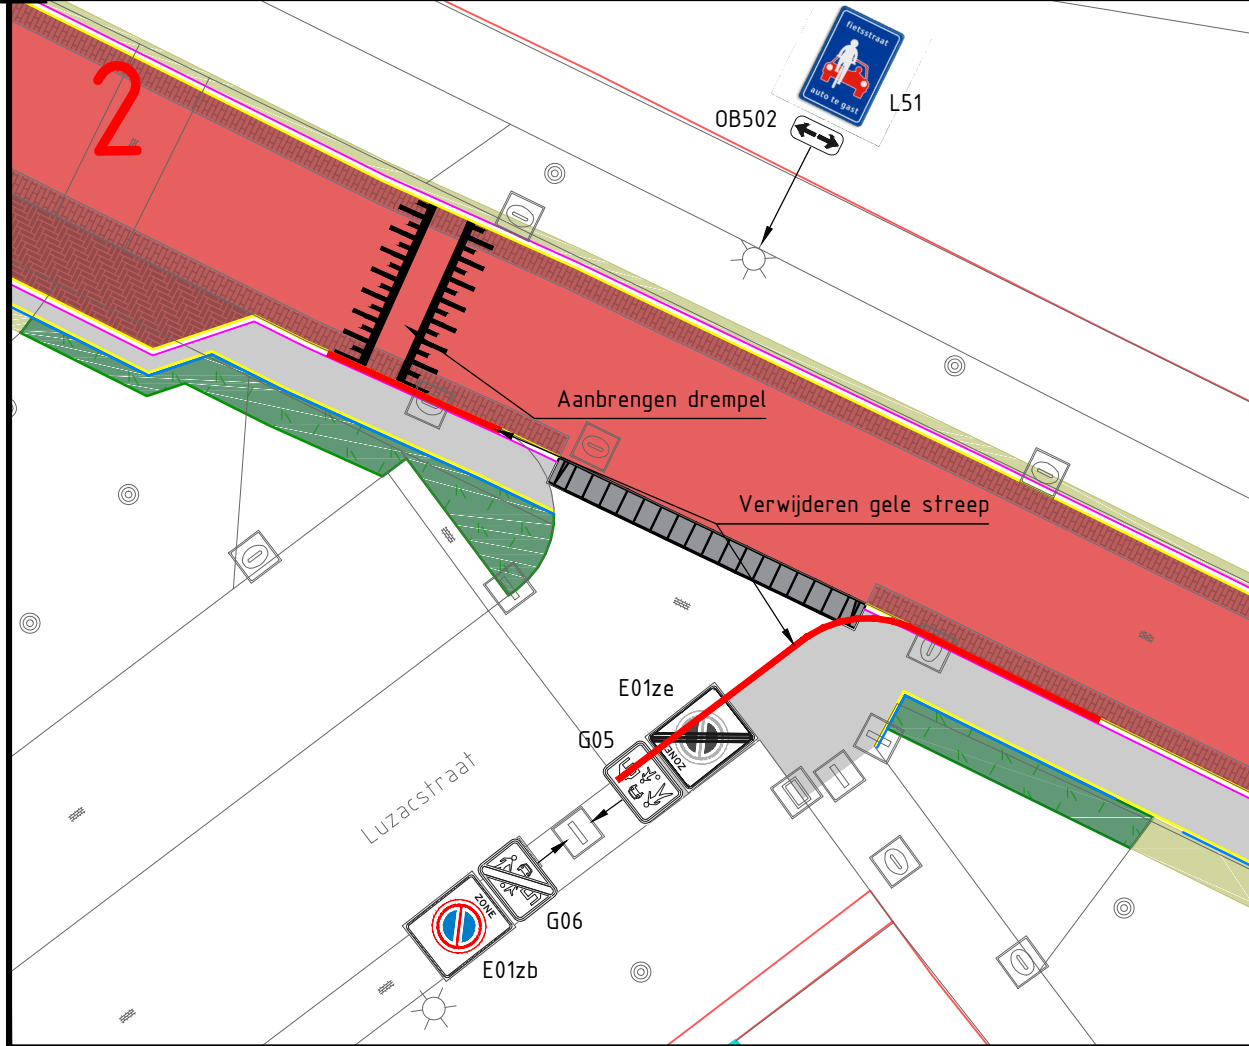 2
fietsstraat
auto te gast
L51
OB502
Aanbrengen drempel
Verwijderen gele streep
E01ze
ZONE
G05
Luzacstraat
ZONE
G06
E01zb